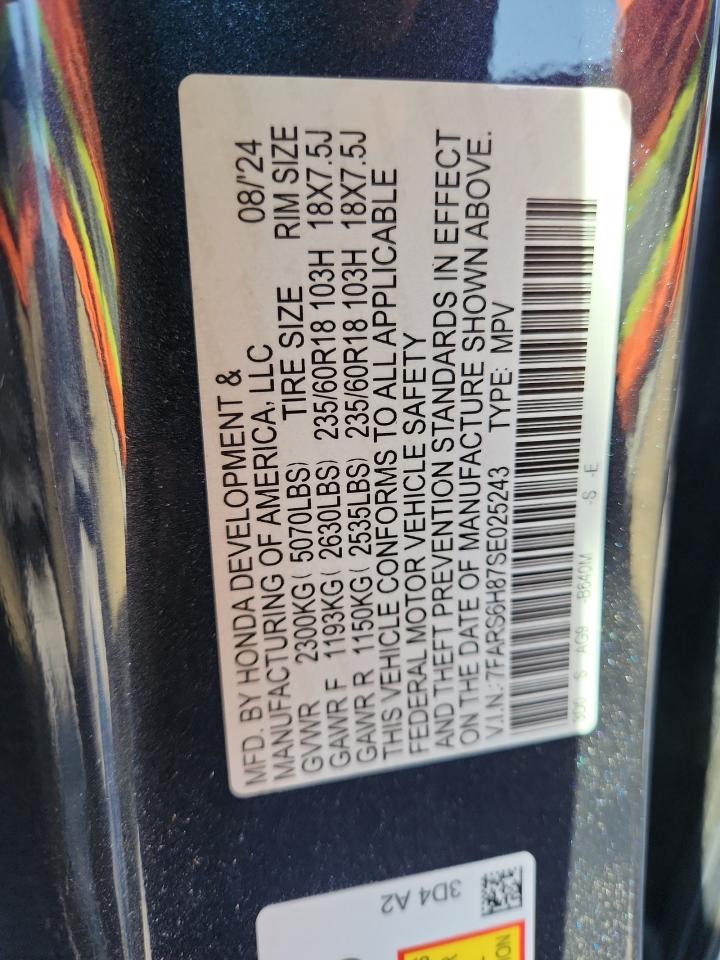 MFD. BY HONDA DEVELOPMENT &
MANUFACTURING OF AMERICA, LLC 08/'24
GVWR 2300KG( 5070LBS) TIRE SIZE RIM SIZE
GAWR F 1193KG( 2630LBS) 235/60R18 103H 18X7.5J
GAWR R 1150KG( 2535LBS) 235/60R18 103H 18X7.5J
THIS VEHICLE CONFORMS TO ALL APPLICABLE
FEDERAL MOTOR VEHICLE SAFETY
AND THEFT PREVENTION STANDARDS IN EFFECT
ON THE DATE OF MANUFACTURE SHOWN ABOVE.
V.I.N.: 7FARS6H87SE025243 TYPE: MPV
S AG9 -B640M -S -E
3D4 A2